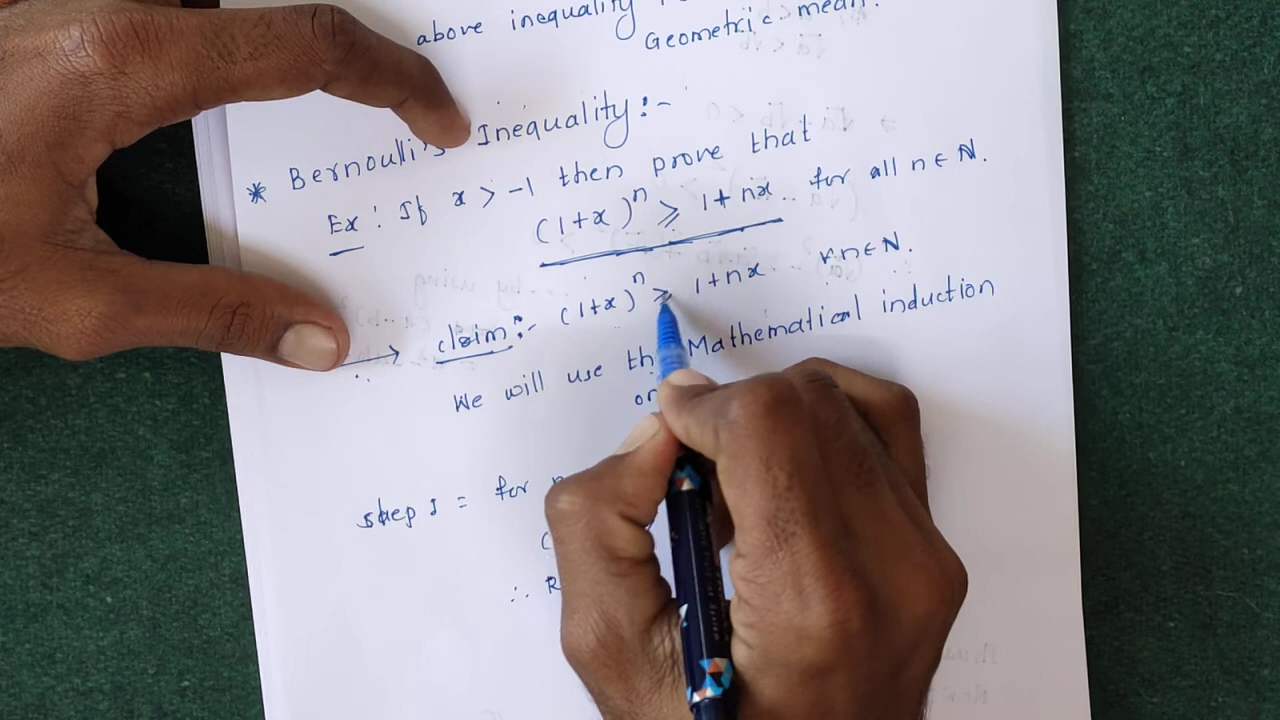 above inequality
Geometric mean.
* Bernoulli's Inequality:-
Ex: If x > -1 then prove that
(1+x)^n ≥ 1+nx.. for all n∈N.
→ claim:- (1+x)^n ≥ 1+nx ∀ n∈N.
We will use the Mathematical induction
on
step 1 = for
(
∴ R